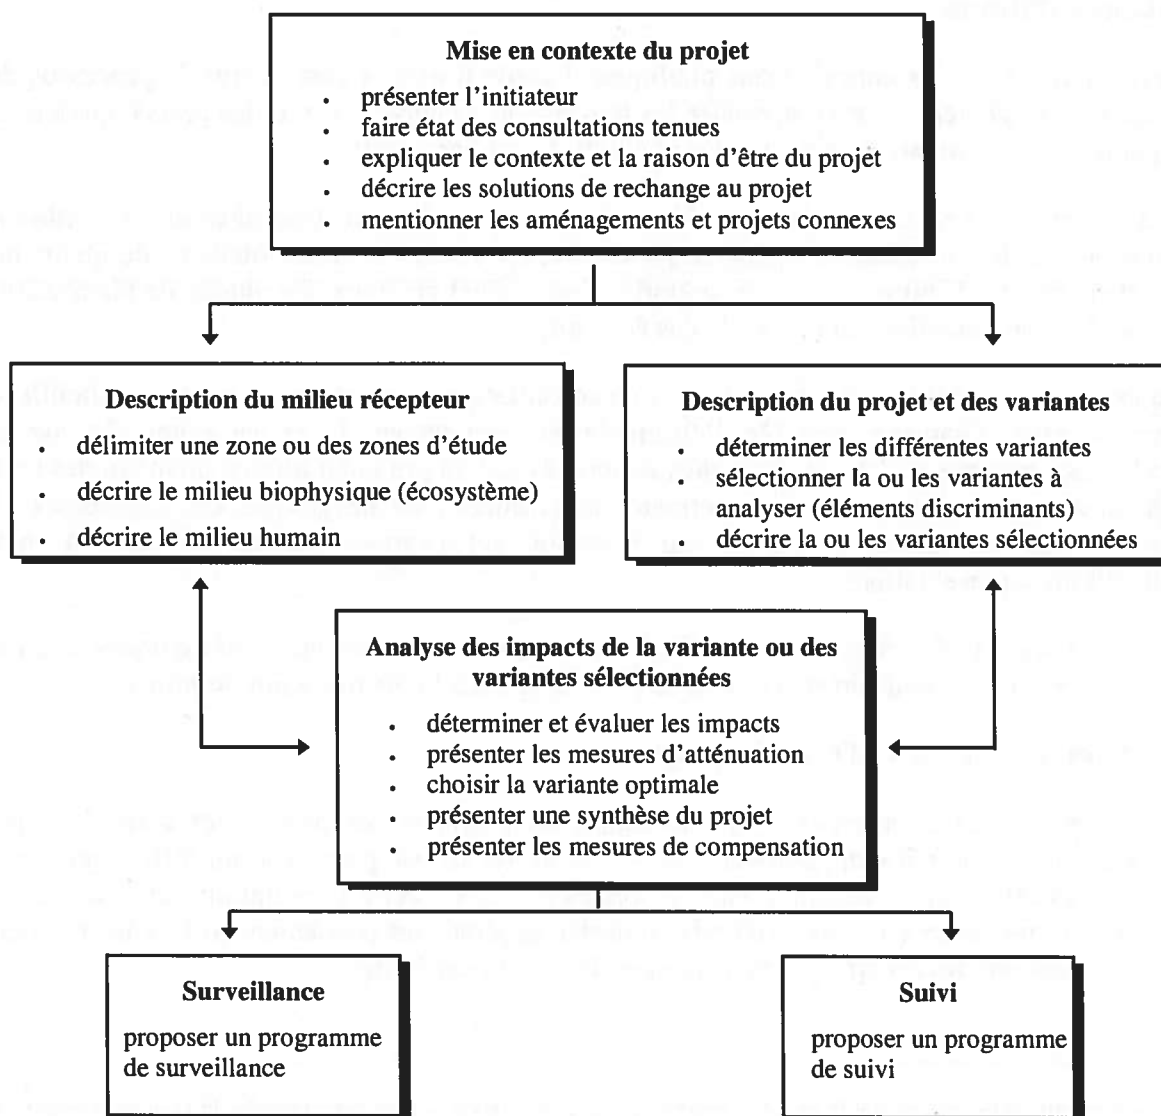 Mise en contexte du projet
• présenter l'initiateur
• faire état des consultations tenues
• expliquer le contexte et la raison d'être du projet
• décrire les solutions de rechange au projet
• mentionner les aménagements et projets connexes
Description du milieu récepteur
• délimiter une zone ou des zones d'étude
• décrire le milieu biophysique (écosystème)
• décrire le milieu humain
Description du projet et des variantes
• déterminer les différentes variantes
• sélectionner la ou les variantes à
analyser (éléments discriminants)
• décrire la ou les variantes sélectionnées
Analyse des impacts de la variante ou des
variantes sélectionnées
• déterminer et évaluer les impacts
• présenter les mesures d'atténuation
• choisir la variante optimale
• présenter une synthèse du projet
• présenter les mesures de compensation
Surveillance
proposer un programme
de surveillance
Suivi
proposer un programme
de suivi